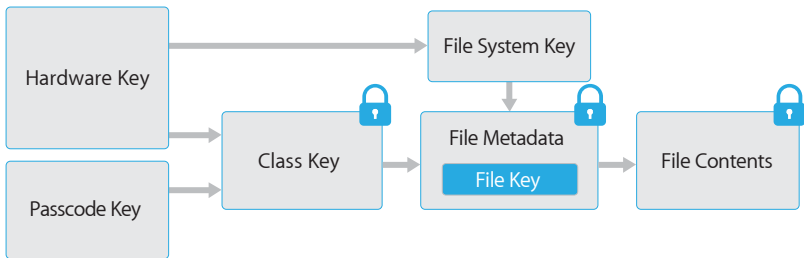 Hardware Key
File System Key
File Metadata
File Key
Class Key
File Contents
Passcode Key